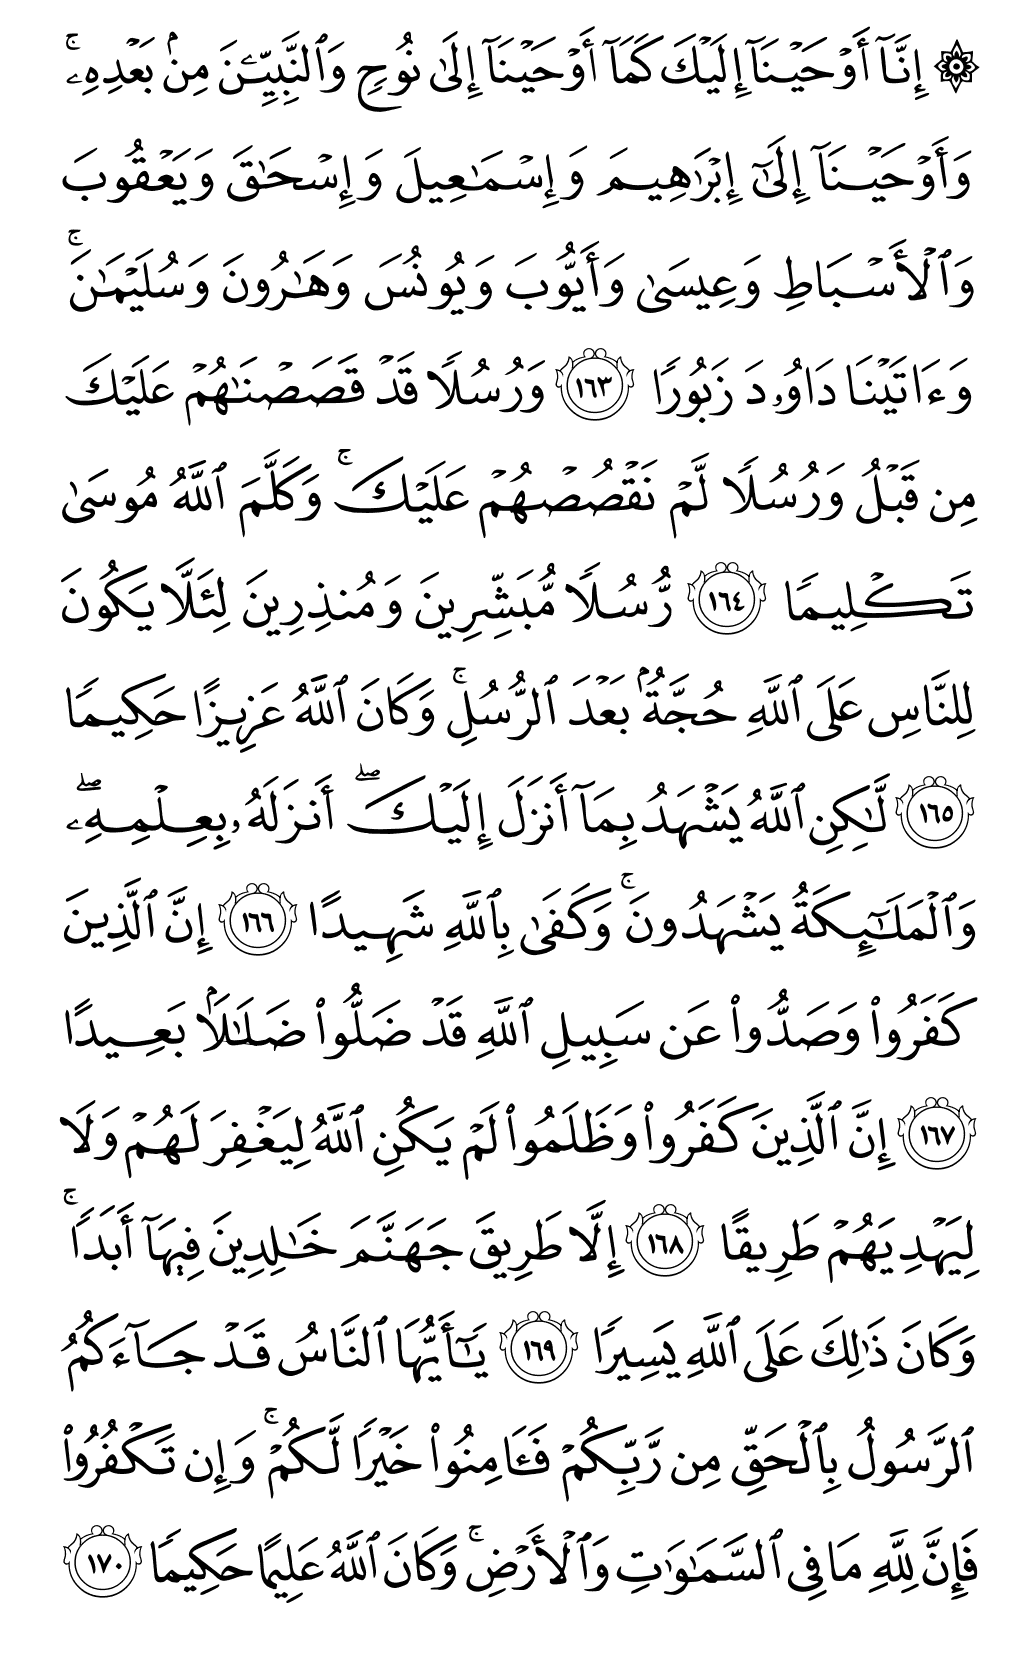 ۞ إِنَّآ أَوۡحَيۡنَآ إِلَيۡكَ كَمَآ أَوۡحَيۡنَآ إِلَىٰ نُوحٖ وَٱلنَّبِيِّـۧنَ مِنۢ بَعۡدِهِۦۚ
وَأَوۡحَيۡنَآ إِلَىٰٓ إِبۡرَٰهِيمَ وَإِسۡمَٰعِيلَ وَإِسۡحَٰقَ وَيَعۡقُوبَ
وَٱلۡأَسۡبَاطِ وَعِيسَىٰ وَأَيُّوبَ وَيُونُسَ وَهَٰرُونَ وَسُلَيۡمَٰنَۚ
وَءَاتَيۡنَا دَاوُۥدَ زَبُورٗا ١٦٣ وَرُسُلٗا قَدۡ قَصَصۡنَٰهُمۡ عَلَيۡكَ
مِن قَبۡلُ وَرُسُلٗا لَّمۡ نَقۡصُصۡهُمۡ عَلَيۡكَۚ وَكَلَّمَ ٱللَّهُ مُوسَىٰ
تَكۡلِيمٗا ١٦٤ رُّسُلٗا مُّبَشِّرِينَ وَمُنذِرِينَ لِئَلَّا يَكُونَ
لِلنَّاسِ عَلَى ٱللَّهِ حُجَّةُۢ بَعۡدَ ٱلرُّسُلِۚ وَكَانَ ٱللَّهُ عَزِيزًا حَكِيمٗا
١٦٥ لَّٰكِنِ ٱللَّهُ يَشۡهَدُ بِمَآ أَنزَلَ إِلَيۡكَۖ أَنزَلَهُۥ بِعِلۡمِهِۦۖ
وَٱلۡمَلَٰٓئِكَةُ يَشۡهَدُونَۚ وَكَفَىٰ بِٱللَّهِ شَهِيدًا ١٦٦ إِنَّ ٱلَّذِينَ
كَفَرُواْ وَصَدُّواْ عَن سَبِيلِ ٱللَّهِ قَدۡ ضَلُّواْ ضَلَٰلَۢا بَعِيدًا
١٦٧ إِنَّ ٱلَّذِينَ كَفَرُواْ وَظَلَمُواْ لَمۡ يَكُنِ ٱللَّهُ لِيَغۡفِرَ لَهُمۡ وَلَا
لِيَهۡدِيَهُمۡ طَرِيقًا ١٦٨ إِلَّا طَرِيقَ جَهَنَّمَ خَٰلِدِينَ فِيهَآ أَبَدٗاۚ
وَكَانَ ذَٰلِكَ عَلَى ٱللَّهِ يَسِيرٗا ١٦٩ يَٰٓأَيُّهَا ٱلنَّاسُ قَدۡ جَآءَكُمُ
ٱلرَّسُولُ بِٱلۡحَقِّ مِن رَّبِّكُمۡ فَـَٔامِنُواْ خَيۡرٗا لَّكُمۡۚ وَإِن تَكۡفُرُواْ
فَإِنَّ لِلَّهِ مَا فِي ٱلسَّمَٰوَٰتِ وَٱلۡأَرۡضِۚ وَكَانَ ٱللَّهُ عَلِيمًا حَكِيمٗا ١٧٠